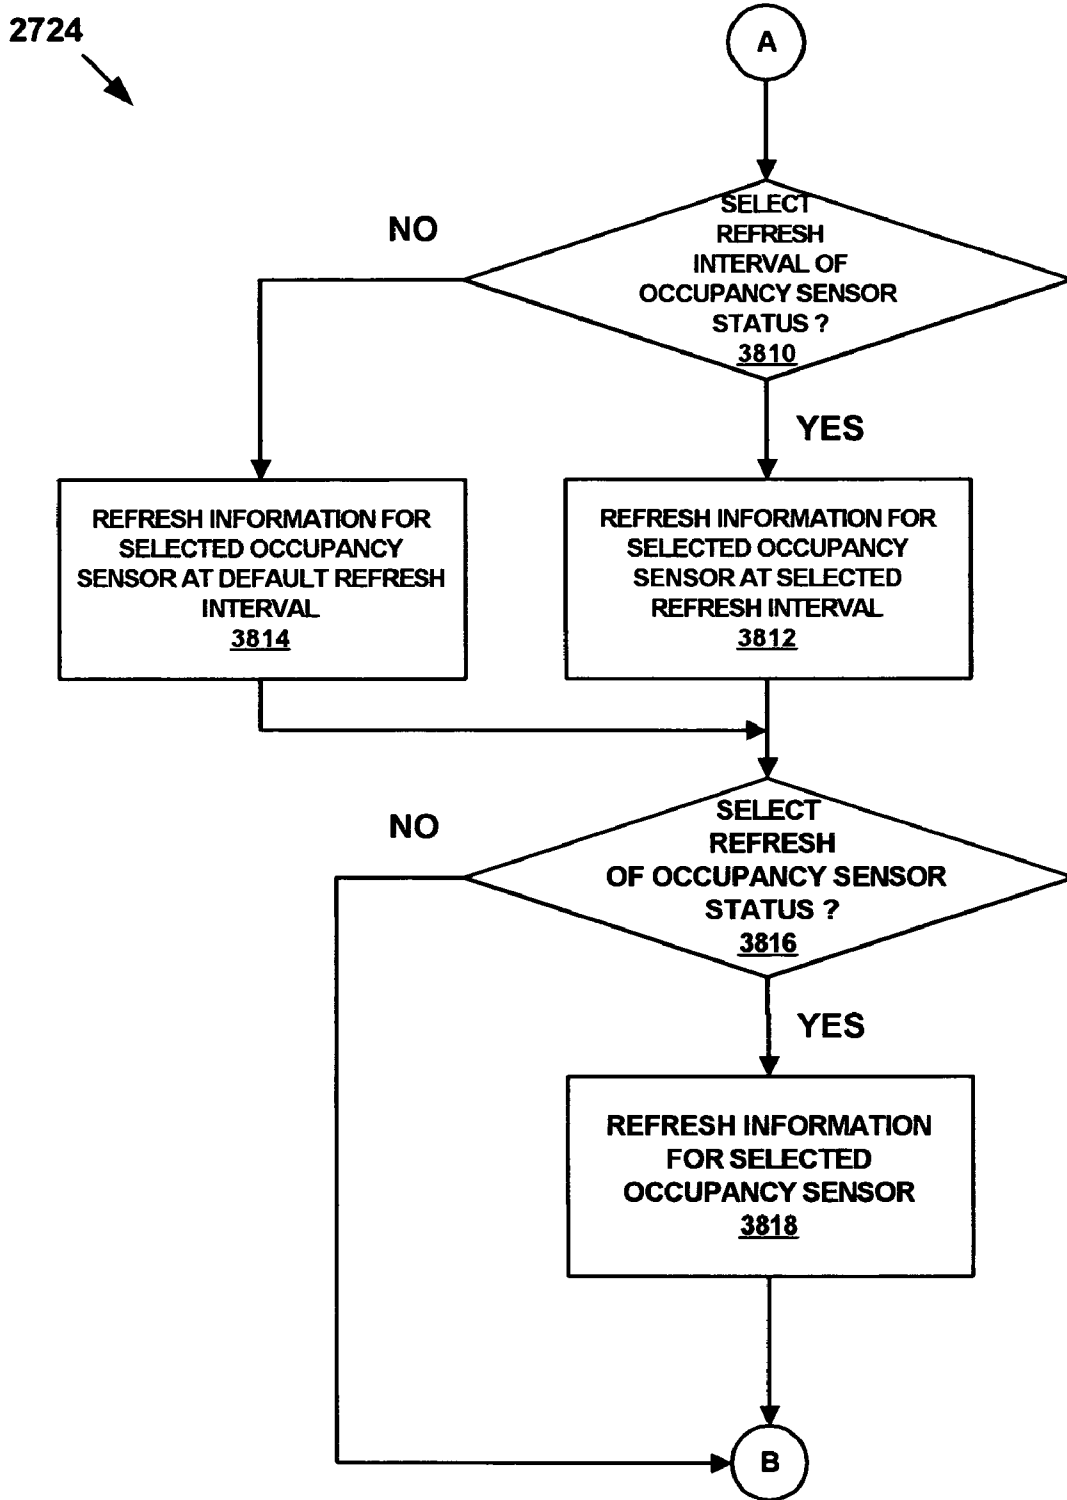 2724
A
SELECT
REFRESH
INTERVAL OF
OCCUPANCY SENSOR
STATUS ?
3810
NO
YES
REFRESH INFORMATION FOR
SELECTED OCCUPANCY
SENSOR AT DEFAULT REFRESH
INTERVAL
3814
REFRESH INFORMATION FOR
SELECTED OCCUPANCY
SENSOR AT SELECTED
REFRESH INTERVAL
3812
SELECT
REFRESH
OF OCCUPANCY SENSOR
STATUS ?
3816
NO
YES
REFRESH INFORMATION
FOR SELECTED
OCCUPANCY SENSOR
3818
B